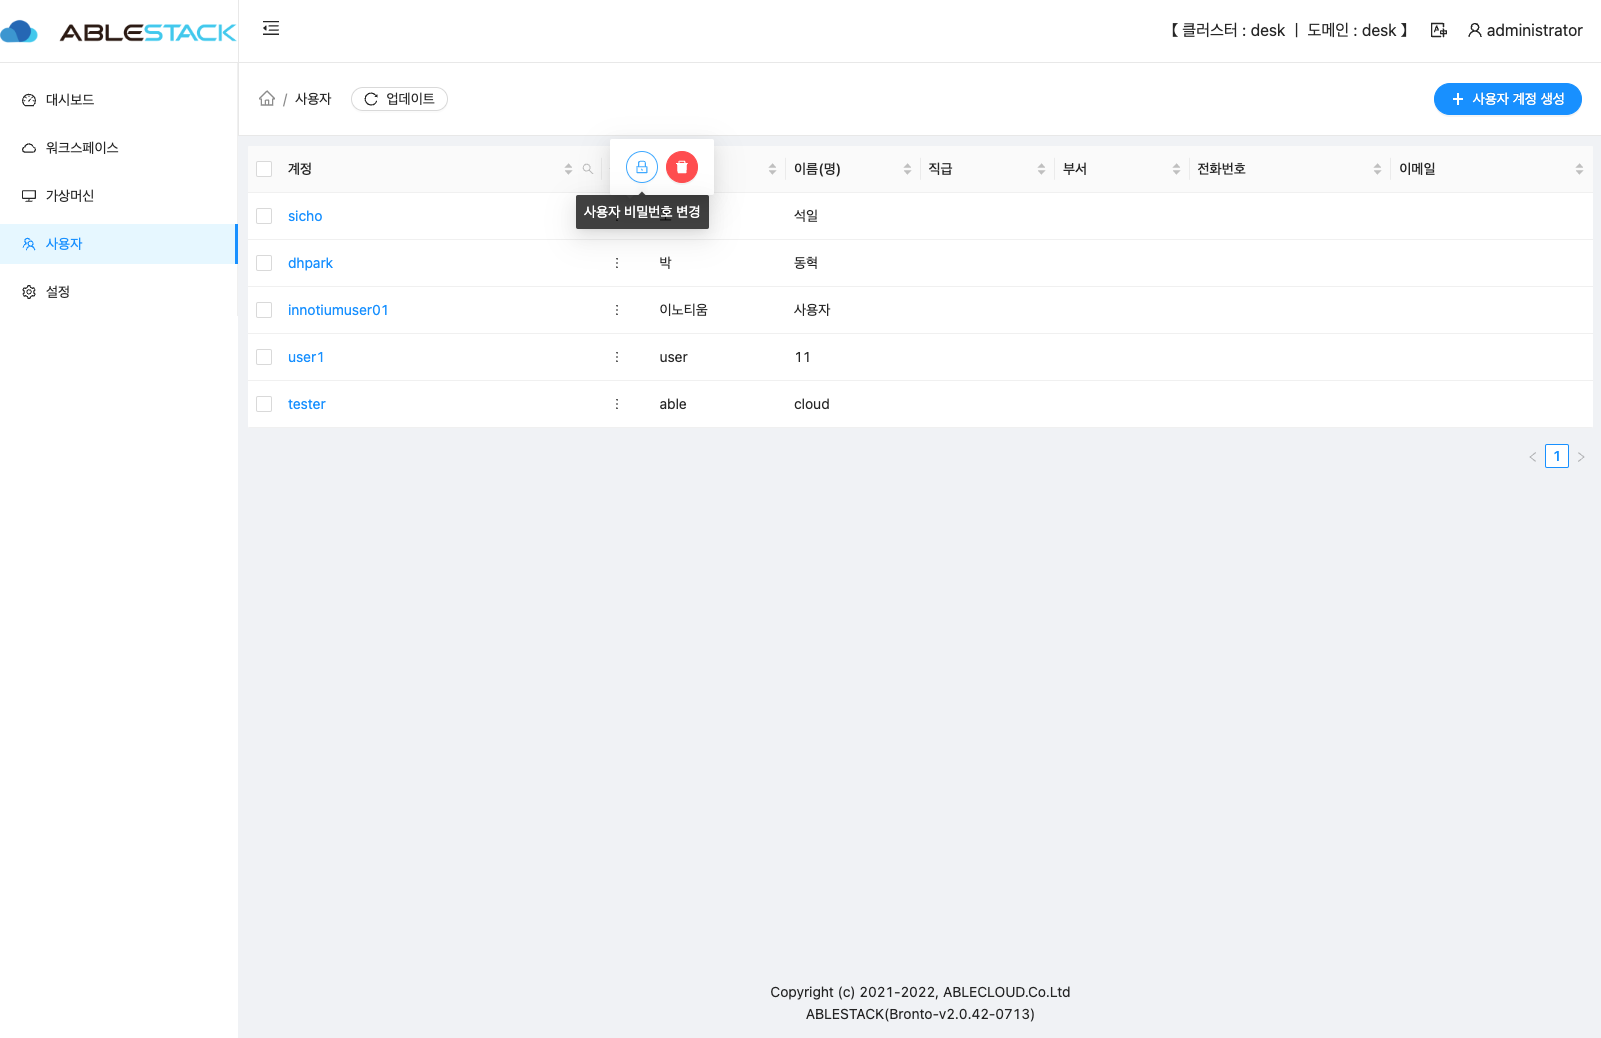 ABLESTACK
【 클러스터 : desk ㅣ 도메인 : desk 】 administrator
대시보드
워크스페이스
가상머신
사용자
설정
/ 사용자 업데이트
+ 사용자 계정 생성
계정 이름(명) 직급 부서 전화번호 이메일
사용자 비밀번호 변경
sicho 석일
dhpark 박 동혁
innotiumuser01 이노티움 사용자
user1 user 11
tester able cloud
< 1 >
Copyright (c) 2021-2022, ABLECLOUD.Co.Ltd
ABLESTACK(Bronto-v2.0.42-0713)